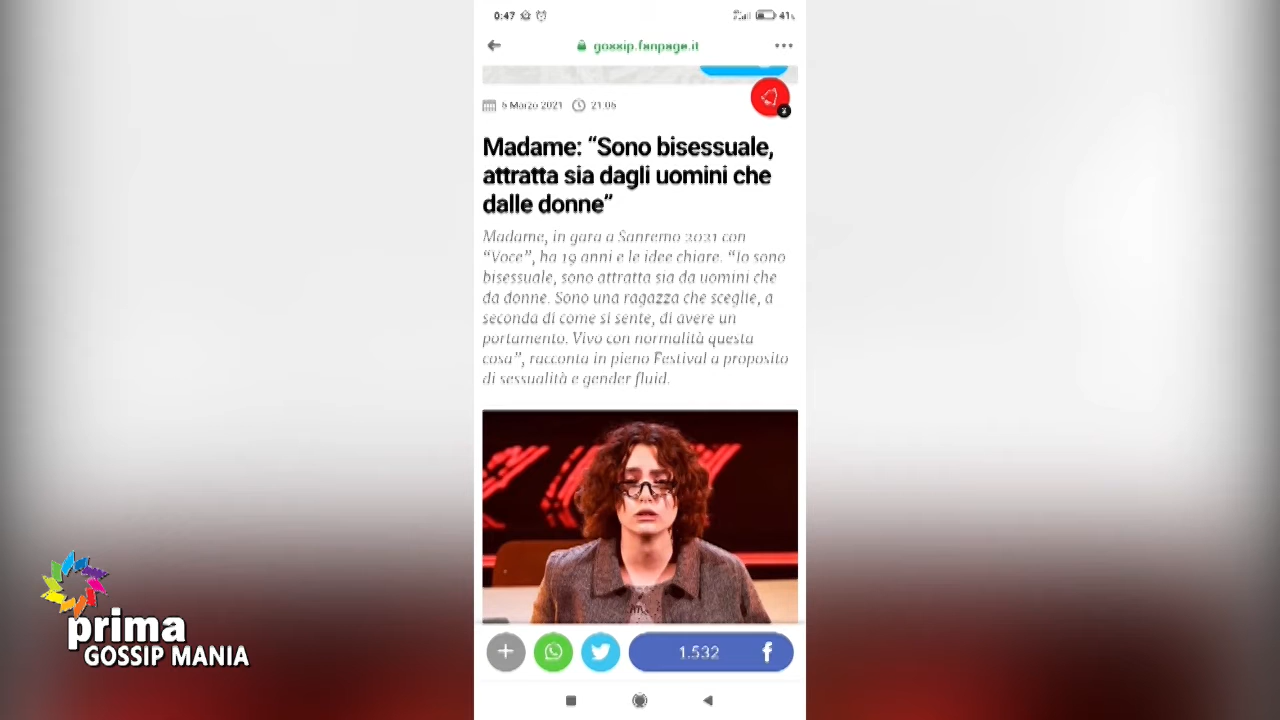 0:47
41%
gossip.fanpage.it
6 Marzo 2021 21:06
Madame: “Sono bisessuale,
attratta sia dagli uomini che
dalle donne”
Madame, in gara a Sanremo 2021 con
“Voce”, ha 19 anni e le idee chiare. “Io sono
bisessuale, sono attratta sia da uomini che
da donne. Sono una ragazza che sceglie, a
seconda di come si sente, di avere un
portamento. Vivo con normalità questa
cosa”, racconta in pieno Festival a proposito
di sessualità e gender fluid.
1.532
prima
GOSSIP MANIA